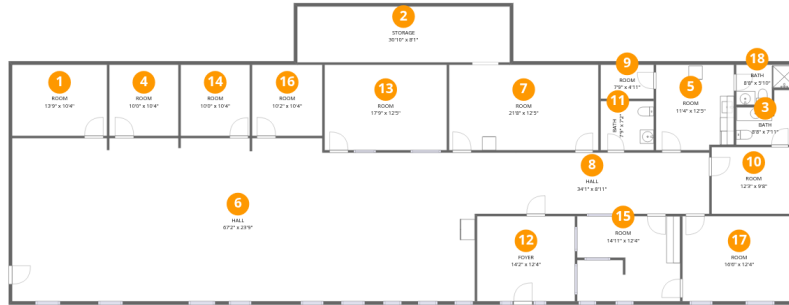 2
STORAGE
30'10" x 8'1"
1
ROOM
13'9" x 10'4"
4
ROOM
10'0" x 10'4"
14
ROOM
10'0" x 10'4"
16
ROOM
10'2" x 10'4"
13
ROOM
17'9" x 12'5"
7
ROOM
21'8" x 12'5"
9
ROOM
7'9" x 4'11"
11
BATH
7'9" x 7'2"
5
ROOM
11'4" x 12'5"
18
BATH
8'8" x 5'10"
3
BATH
8'8" x 7'11"
8
HALL
34'1" x 8'11"
10
ROOM
12'3" x 9'8"
6
HALL
67'2" x 23'9"
12
FOYER
14'2" x 12'4"
15
ROOM
14'11" x 12'4"
17
ROOM
16'0" x 12'4"